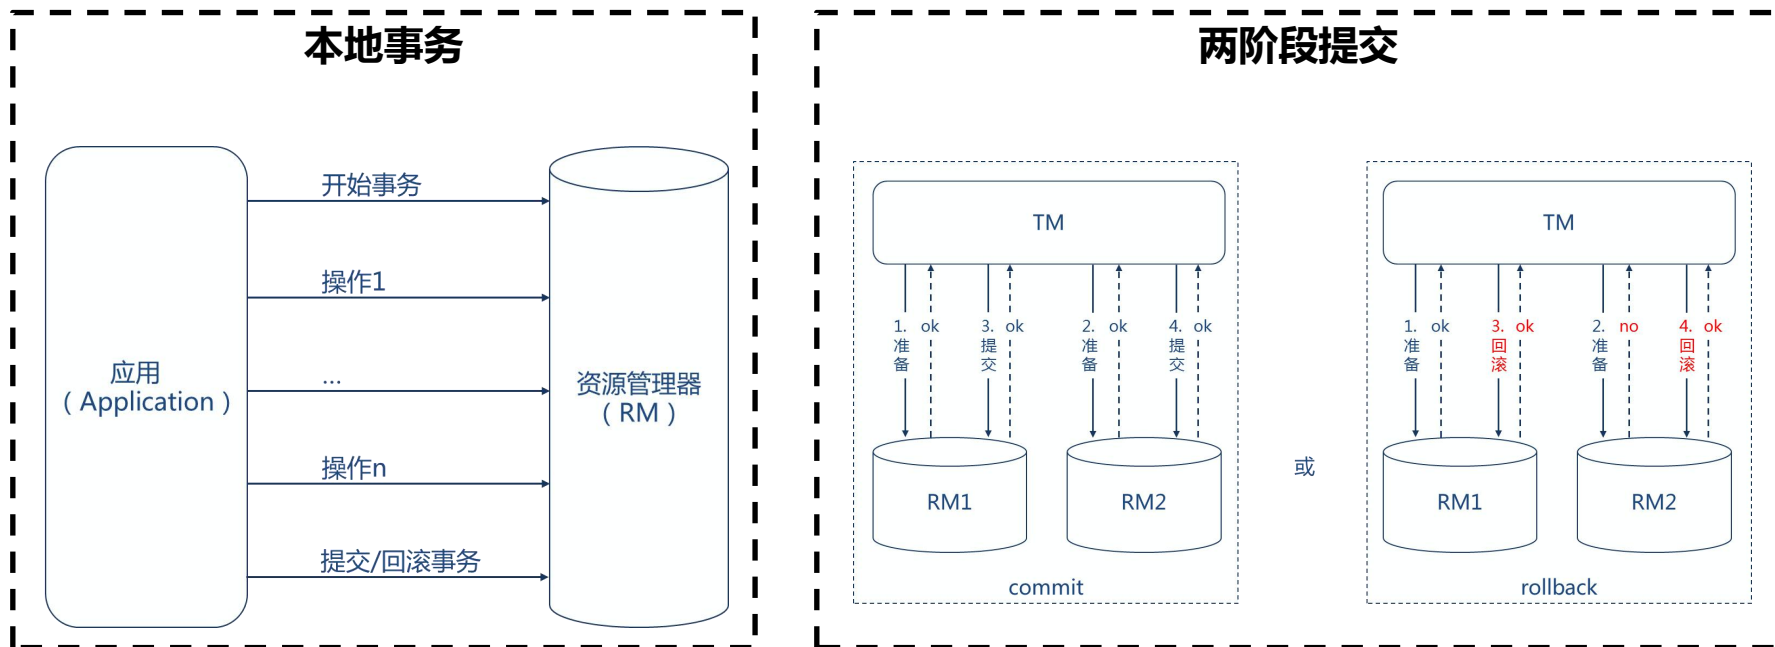 本地事务
开始事务
操作1
...
操作n
提交/回滚事务
应用
（Application）
资源管理器
（RM）
两阶段提交
TM
1. ok
准
备
3. ok
提
交
2. ok
准
备
4. ok
提
交
RM1
RM2
commit
或
TM
1. ok
准
备
3. ok
回
滚
2. no
准
备
4. ok
回
滚
RM1
RM2
rollback